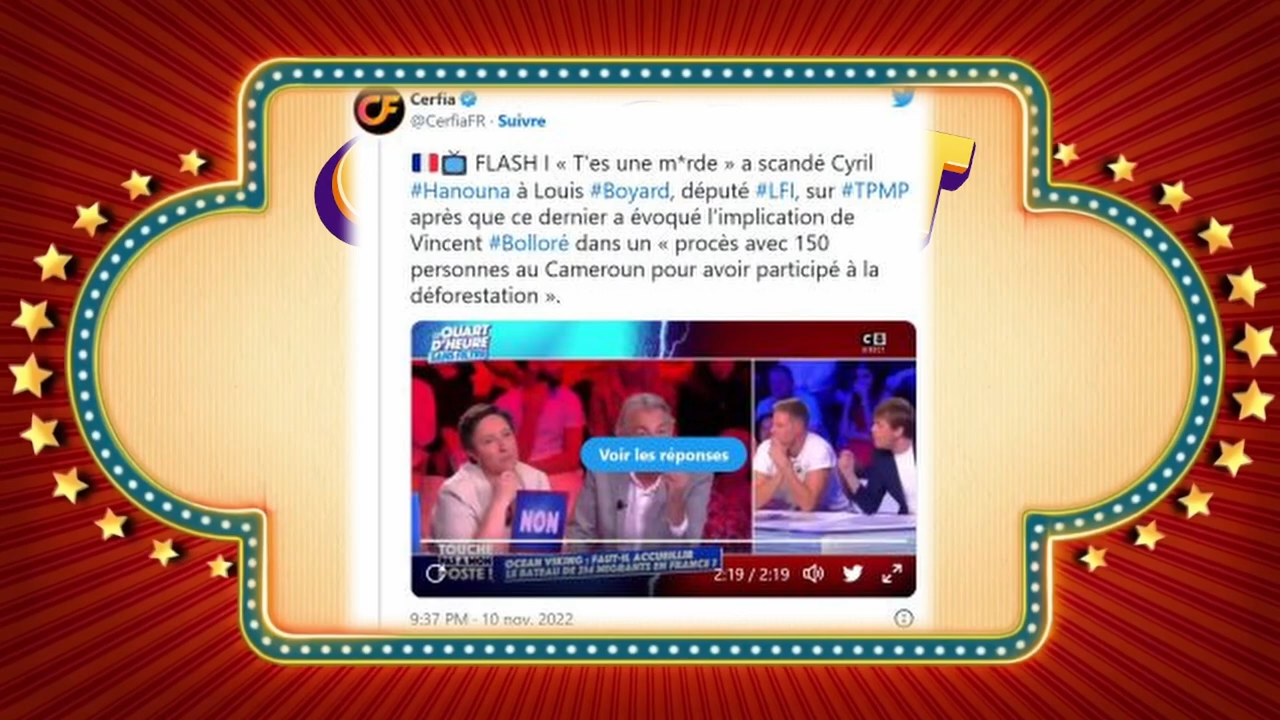 Cerfia
@CerfiaFR · Suivre
FLASH I « T'es une m*rde » a scandé Cyril
#Hanouna à Louis #Boyard, député #LFI, sur #TPMP
après que ce dernier a évoqué l'implication de
Vincent #Bolloré dans un « procès avec 150
personnes au Cameroun pour avoir participé à la
déforestation ».
QUART
D'HEURE
SANS FILTRE
C8
DIRECT
Voir les réponses
NON
TOUCHE
PAS A MON
POSTE !
OCEAN VIKING : FAUT-IL ACCUEILLIR
LE BATEAU DE 234 MIGRANTS EN FRANCE ?
2:19 / 2:19
9:37 PM - 10 nov. 2022